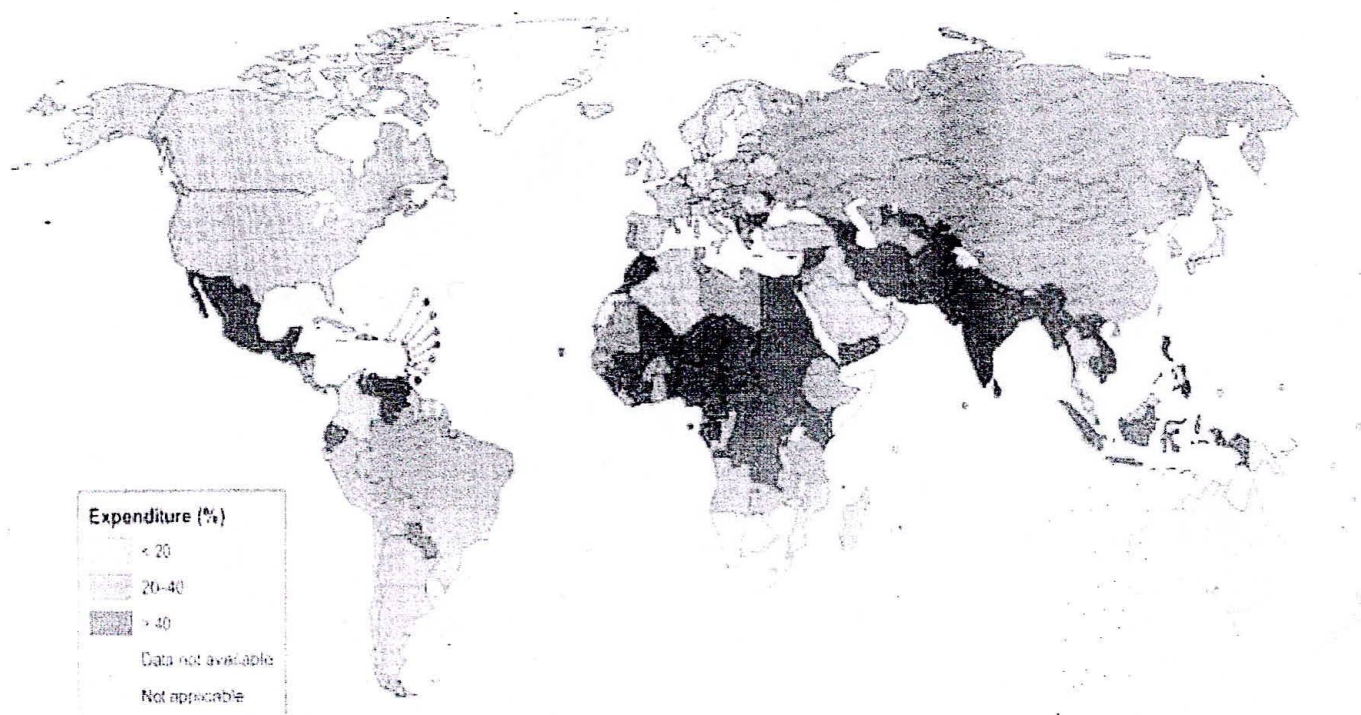 Expenditure (%)
< 20
20-40
> 40
Data not available
Not applicable